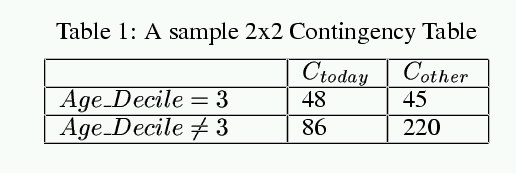 Table 1: A sample 2x2 Contingency Table
C_today C_other
Age_Decile = 3 48 45
Age_Decile ≠ 3 86 220